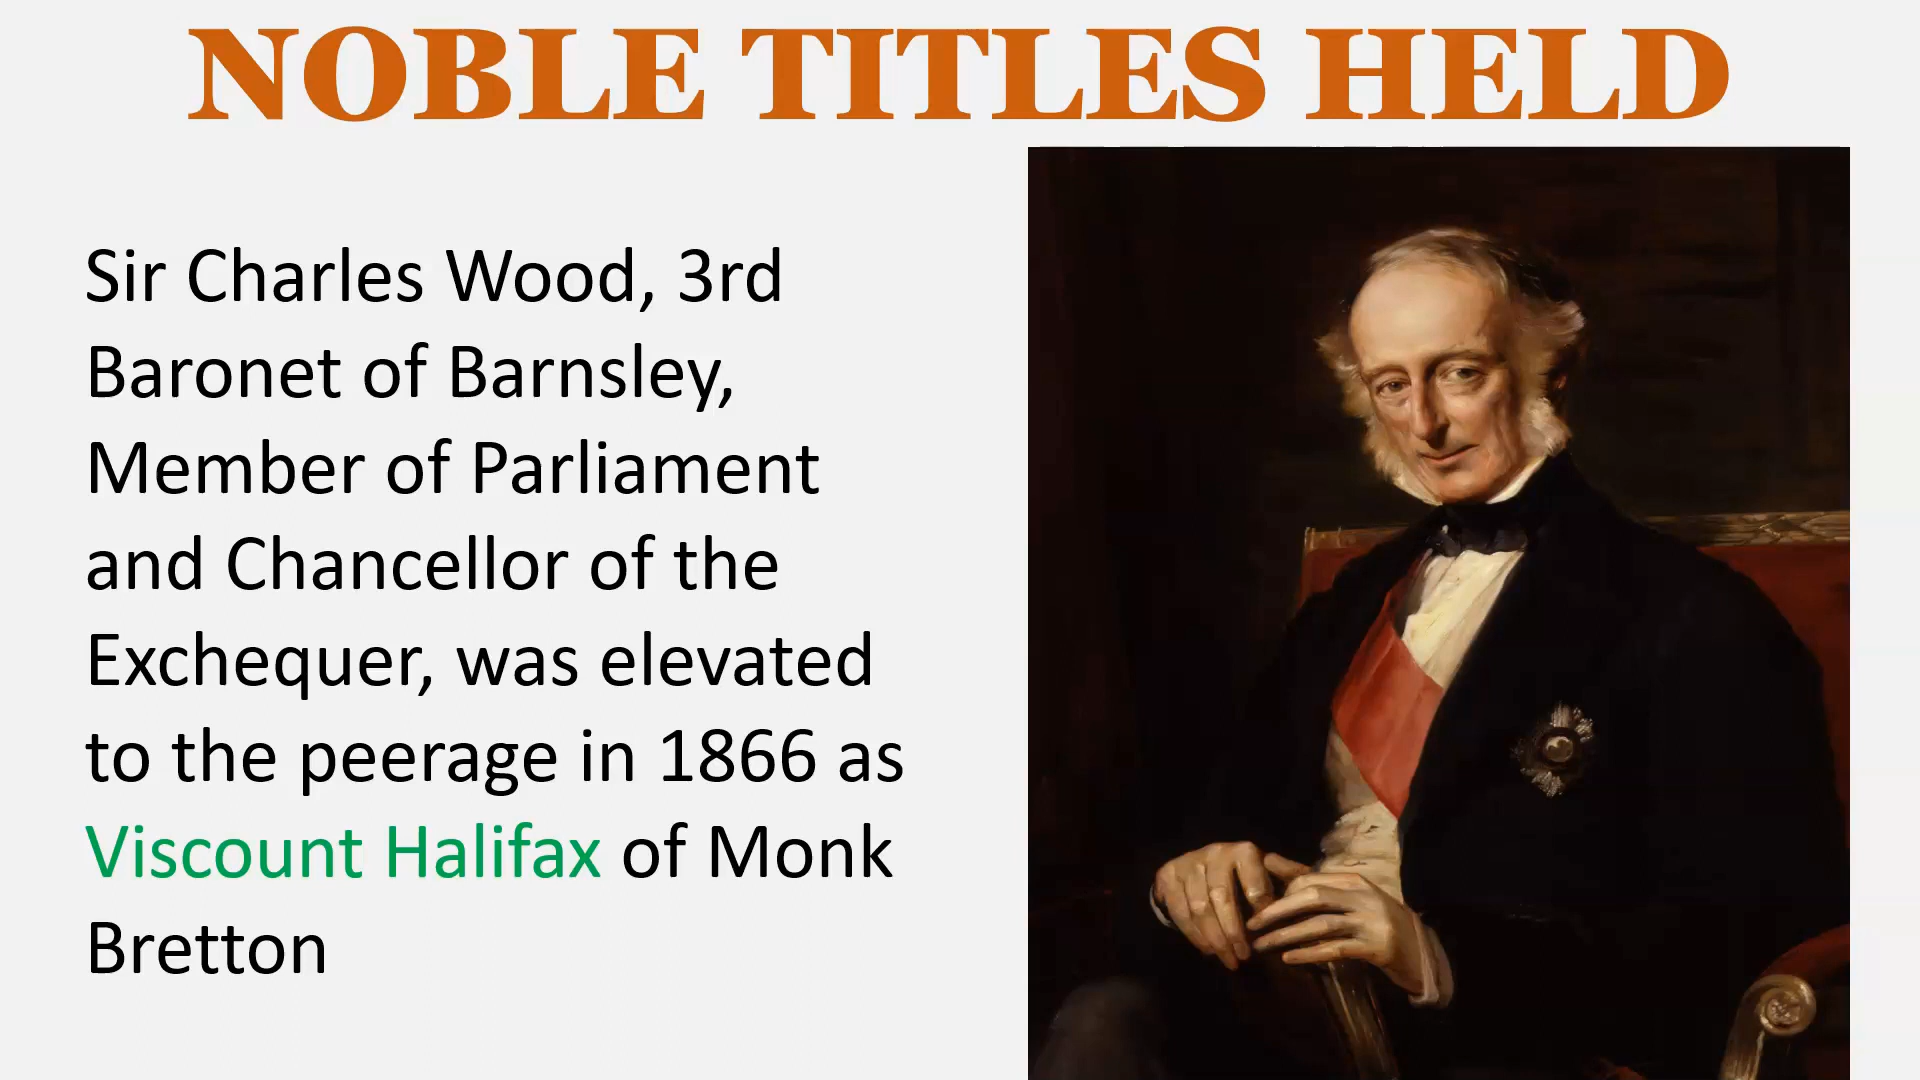 NOBLE TITLES HELD
Sir Charles Wood, 3rd
Baronet of Barnsley,
Member of Parliament
and Chancellor of the
Exchequer, was elevated
to the peerage in 1866 as
Viscount Halifax of Monk
Bretton